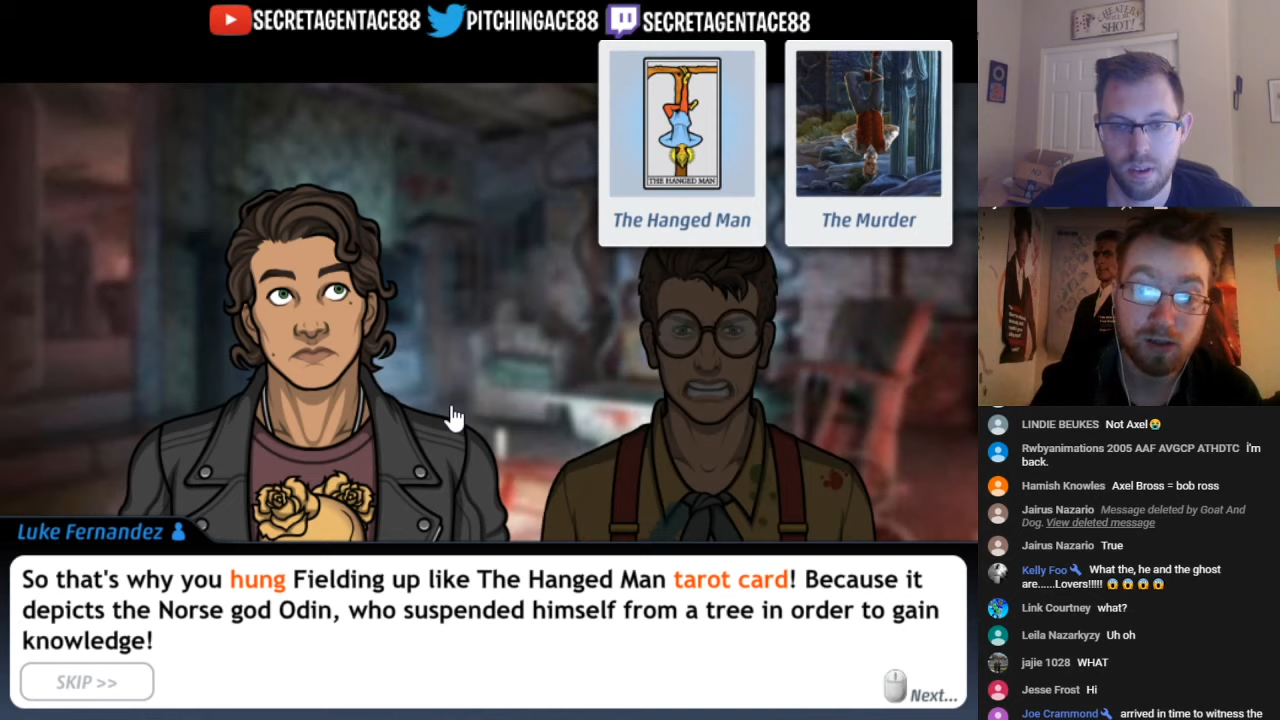 SECRETAGENTACE88 PITCHINGACE88 SECRETAGENTACE88
CHEATERS
SHOT!
THE HANGED MAN
The Hanged Man
The Murder
LINDIE BEUKES Not Axel
Rwbyanimations 2005 AAF AVGCP ATHDTC i'm
back.
Hamish Knowles Axel Bross = bob ross
Jairus Nazario Message deleted by Goat And
Dog. View deleted message
Jairus Nazario True
Kelly Foo What the, he and the ghost
are......Lovers!!!!!
Link Courtney what?
Leila Nazarkyzy Uh oh
jajie 1028 WHAT
Jesse Frost Hi
Joe Crammond arrived in time to witness the
Luke Fernandez
So that's why you hung Fielding up like The Hanged Man tarot card! Because it
depicts the Norse god Odin, who suspended himself from a tree in order to gain
knowledge!
SKIP >>
Next...